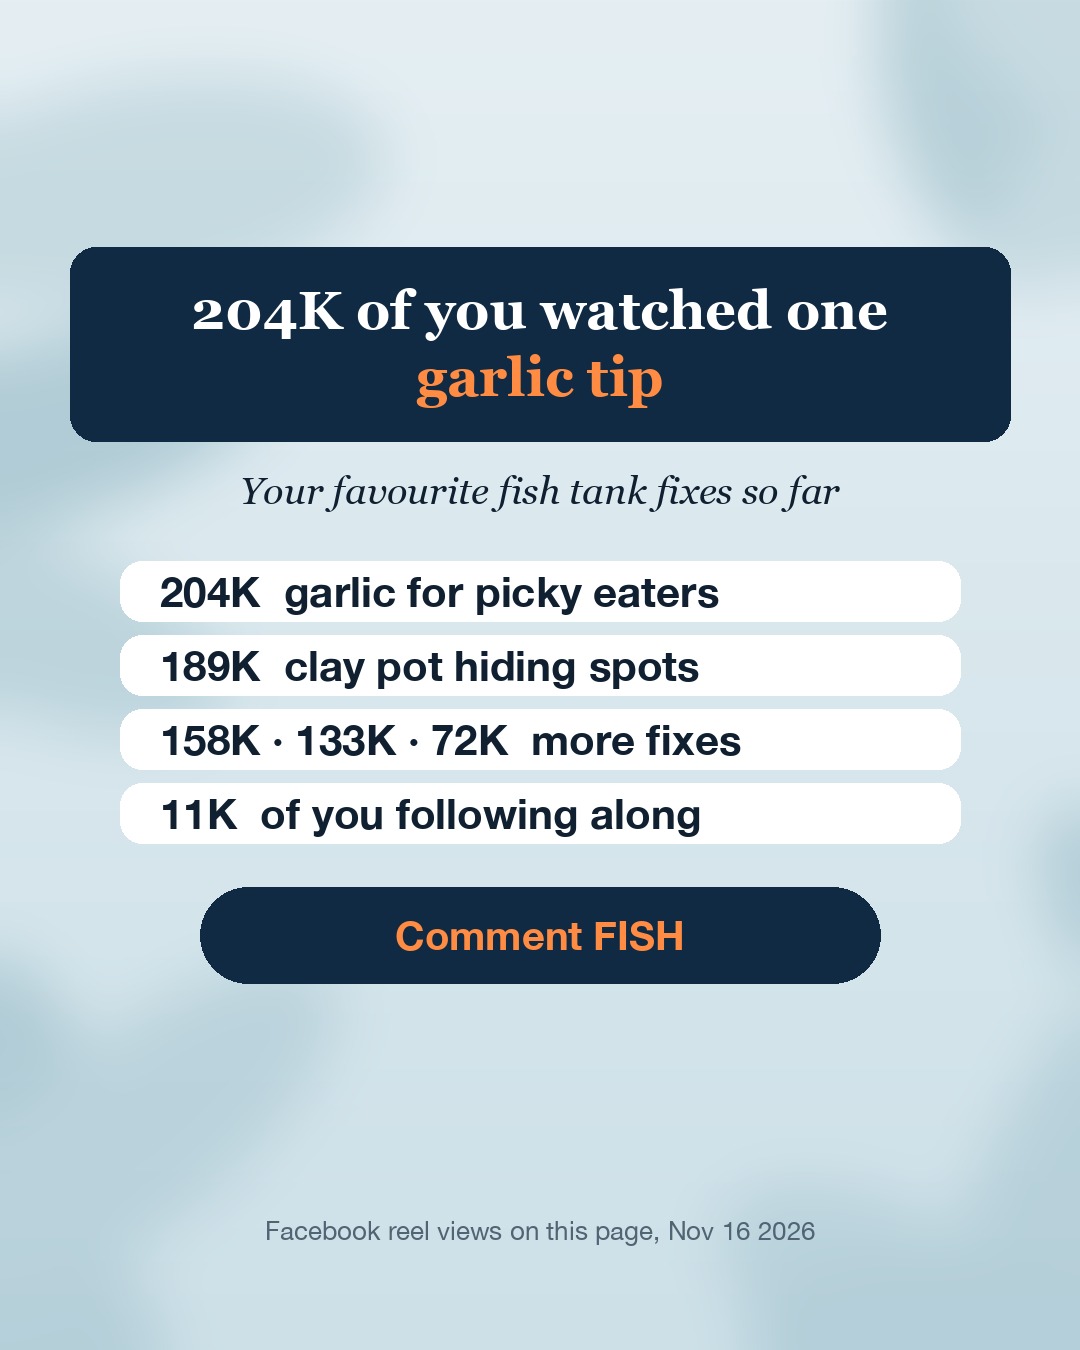 204K of you watched one
garlic tip
Your favourite fish tank fixes so far
204K garlic for picky eaters
189K clay pot hiding spots
158K · 133K · 72K more fixes
11K of you following along
Comment FISH
Facebook reel views on this page, Nov 16 2026